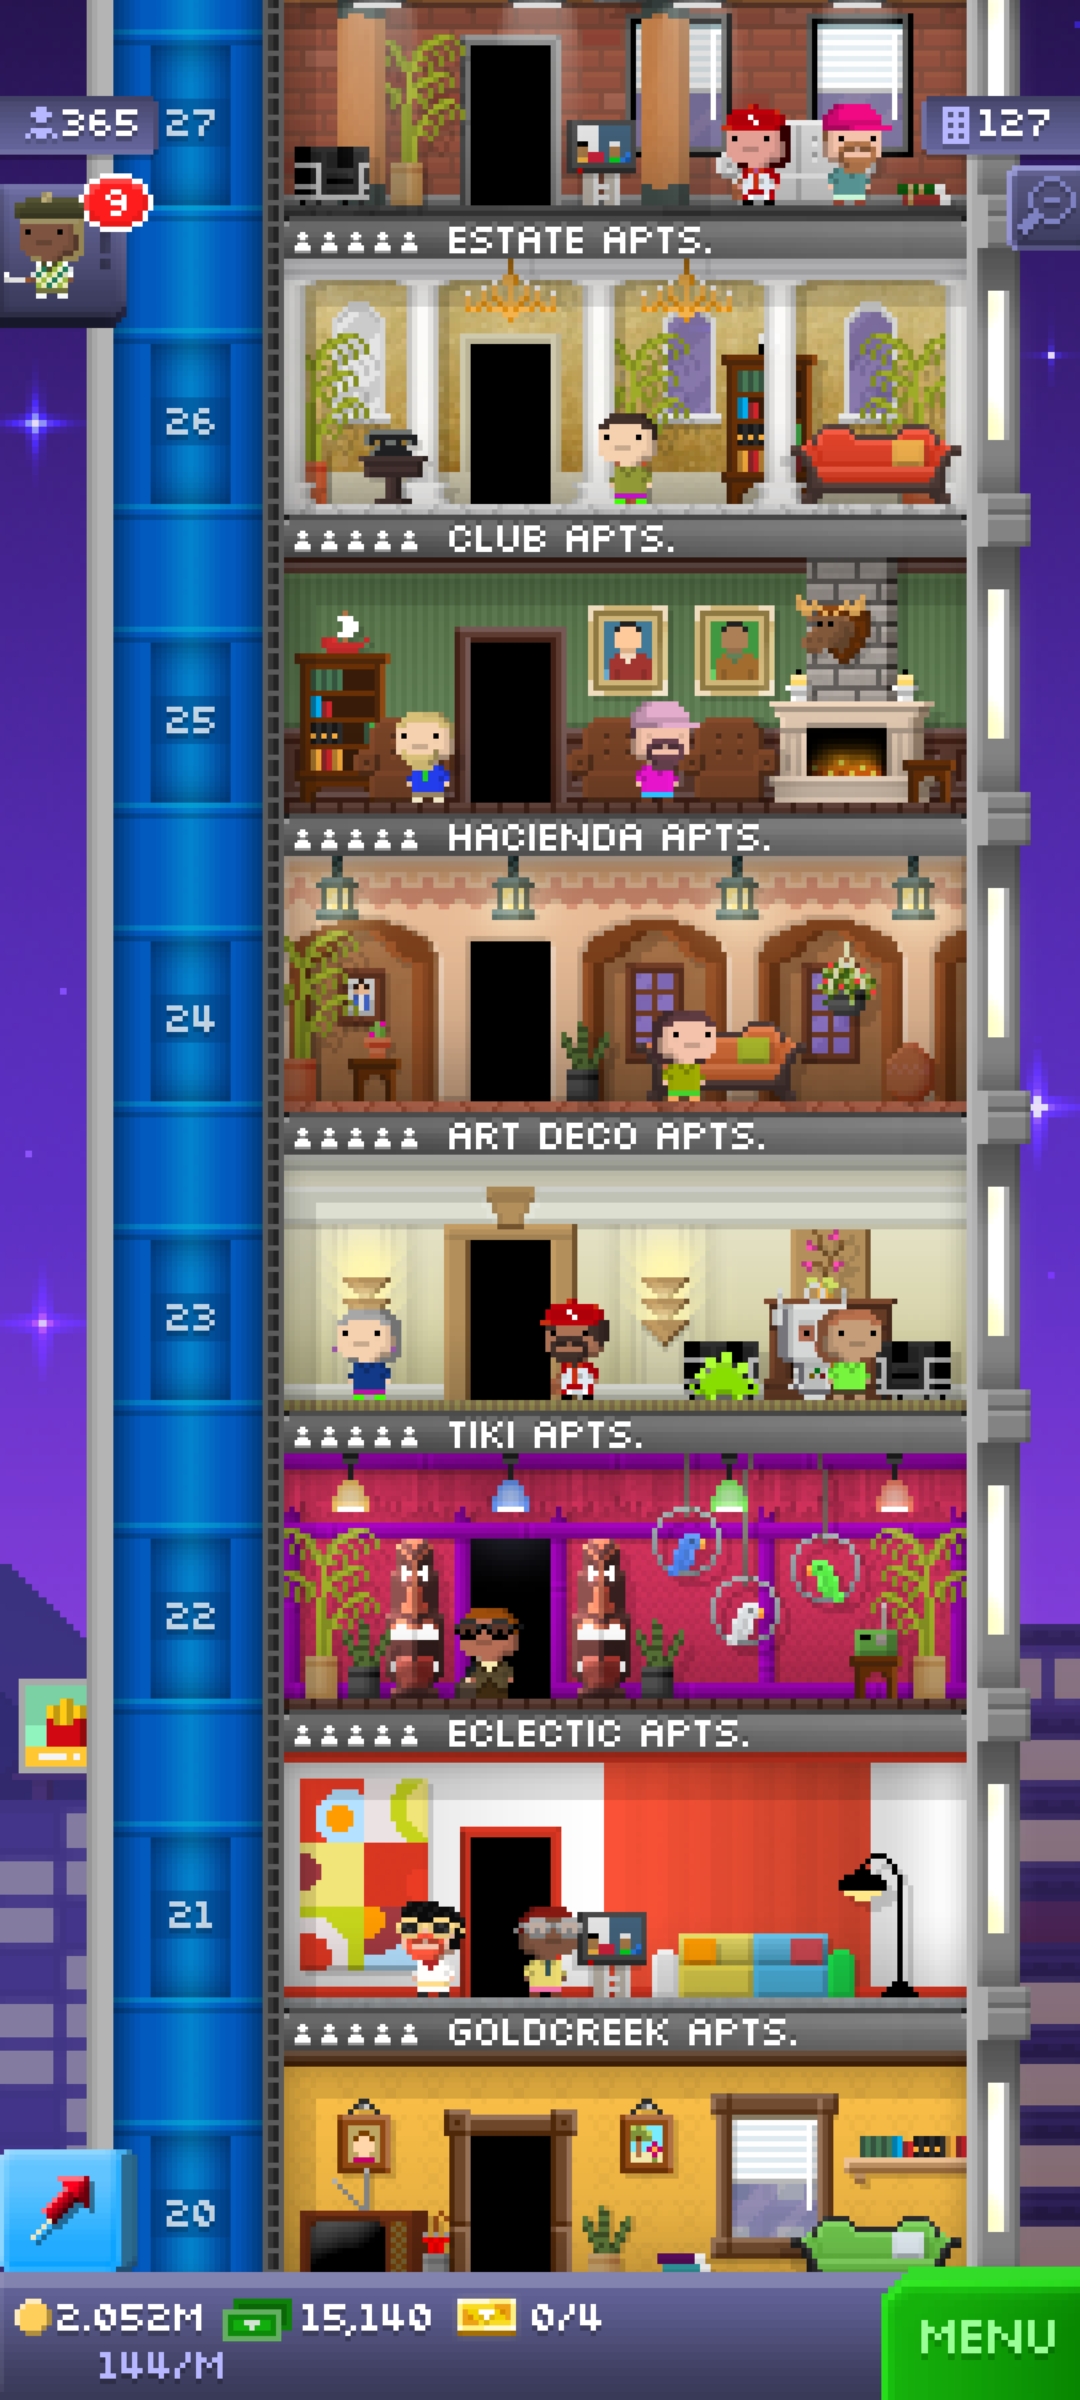 365
27
127
9
ESTATE APTS.
26
CLUB APTS.
25
HACIENDA APTS.
24
ART DECO APTS.
23
TIKI APTS.
22
ECLECTIC APTS.
21
GOLDCREEK APTS.
20
2.052M 15,140 0/4
144/M
MENU